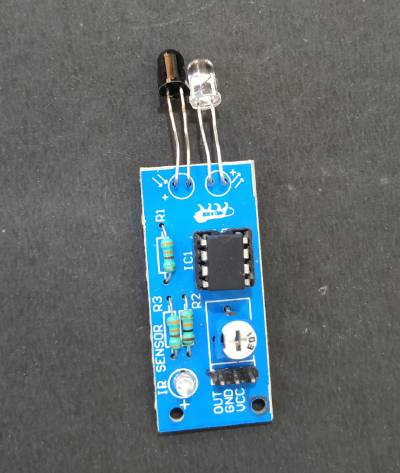 +
+
R1
IC1
R3
R2
IR SENSOR
+
OUT
GND
VCC